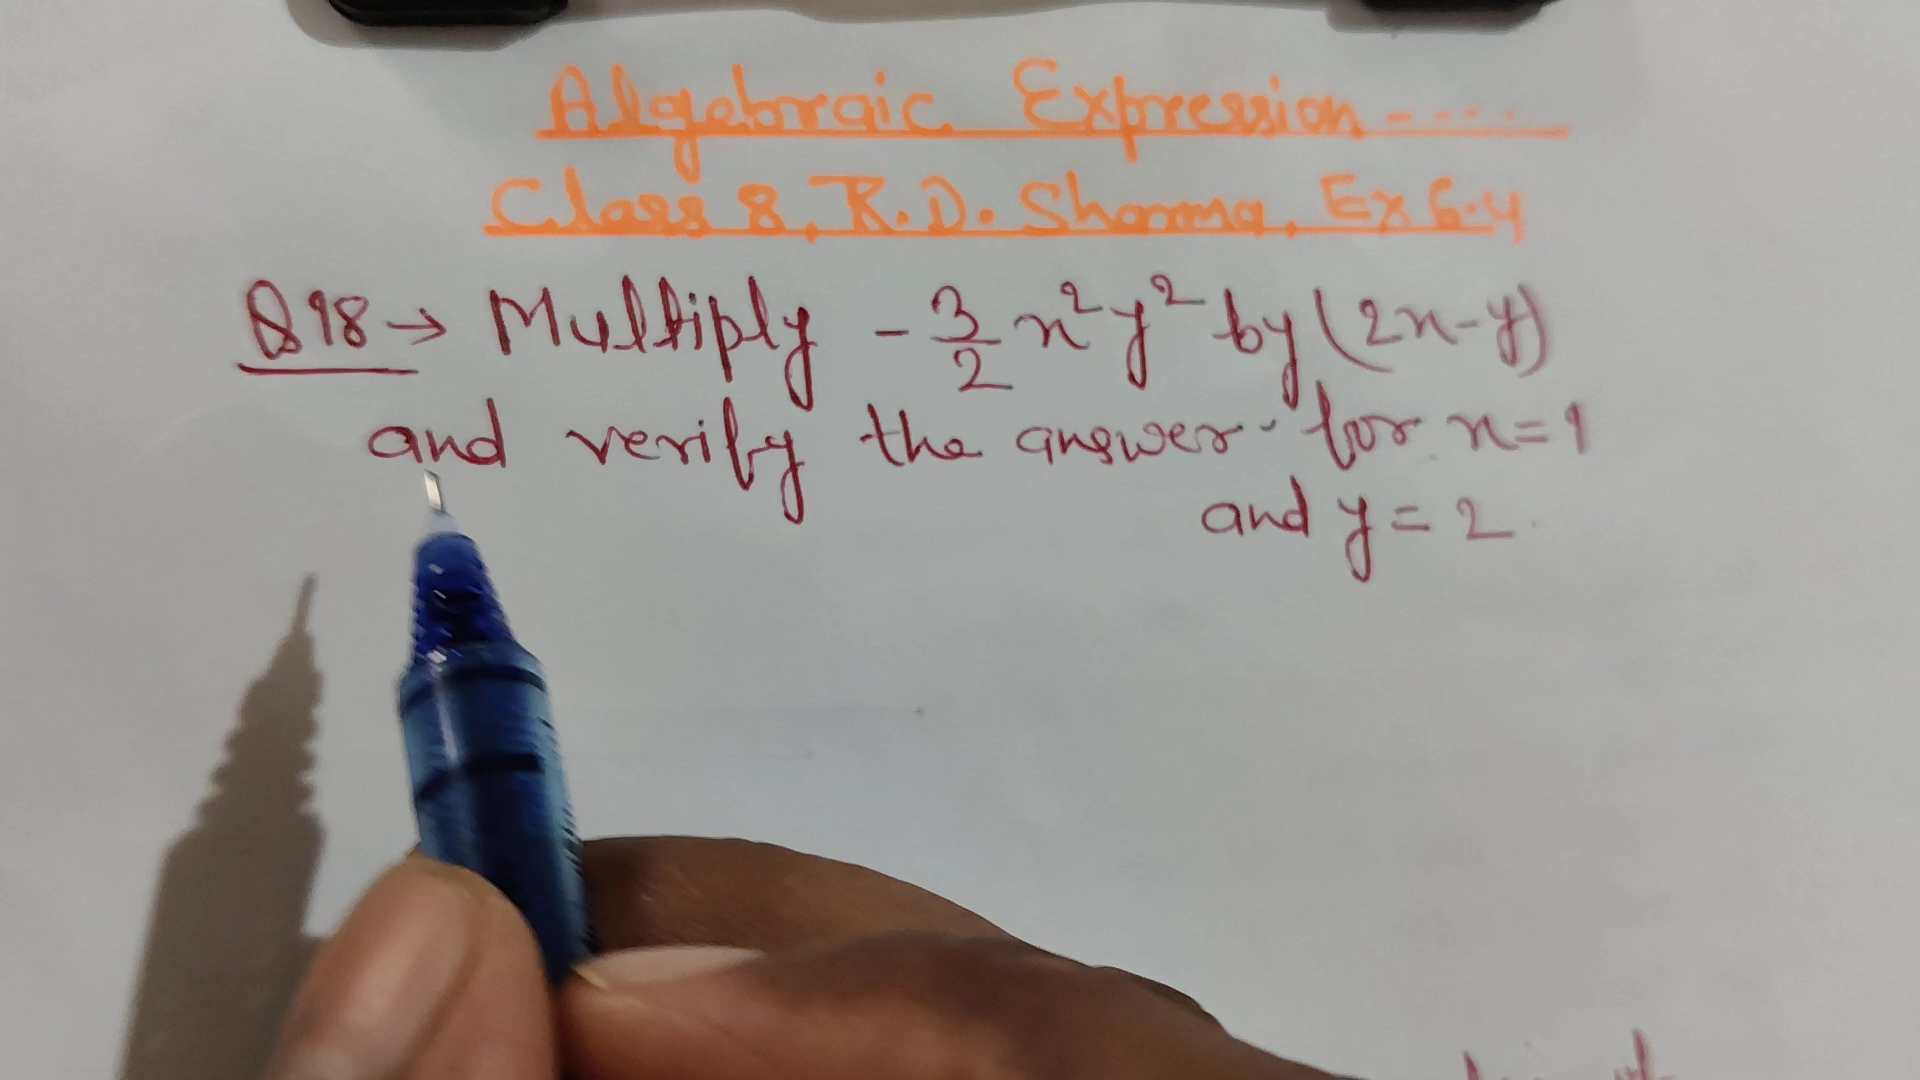 Algebraic Expression-....
Class 8, R.D. Sharma, Ex 6.4
Q18→ Multiply -3/2 x²y² by (2x-y)
and verify the answer for x=1
and y = 2.